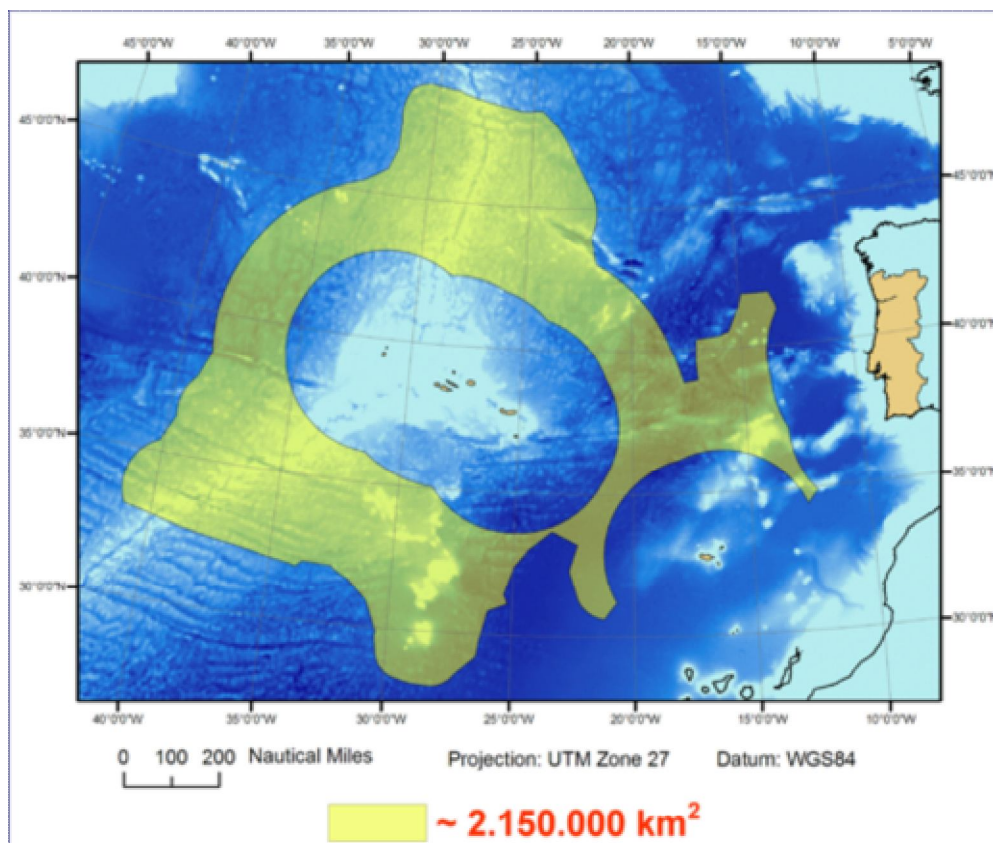 45°0'0"W 40°0'0"W 35°0'0"W 30°0'0"W 25°0'0"W 20°0'0"W 15°0'0"W 10°0'0"W 5°0'0"W
45°0'0"N
45°0'0"N
40°0'0"N
40°0'0"N
35°0'0"N
35°0'0"N
30°0'0"N
30°0'0"N
40°0'0"W 35°0'0"W 30°0'0"W 25°0'0"W 20°0'0"W 15°0'0"W 10°0'0"W
0 100 200 Nautical Miles Projection: UTM Zone 27 Datum: WGS84
~ 2.150.000 km²